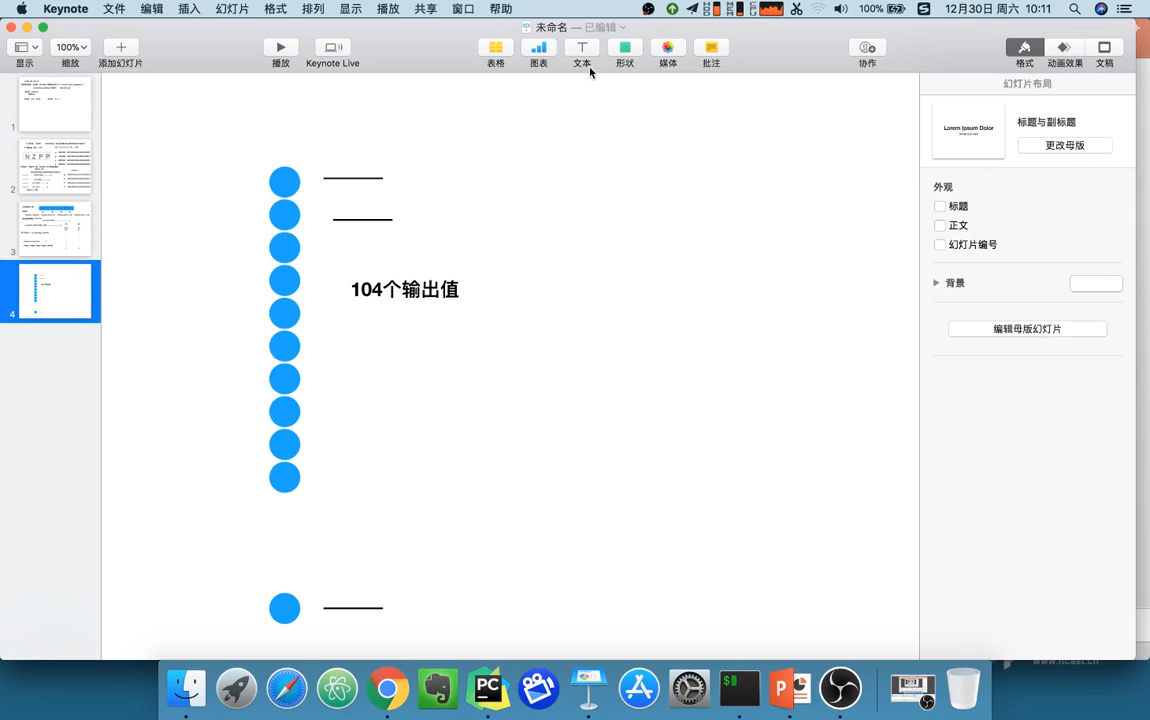 Keynote 文件 编辑 插入 幻灯片 格式 排列 显示 播放 共享 窗口 帮助 100% 12月30日 周六 10:11
未命名 — 已编辑
100%
显示 缩放 添加幻灯片 播放 Keynote Live 表格 图表 文本 形状 媒体 批注 协作 格式 动画效果 文稿
幻灯片布局
Lorem Ipsum Dolor
标题与副标题
更改母版
外观
标题
正文
幻灯片编号
背景
编辑母版幻灯片
1
2
NZPP
3
4
104个输出值
PC
$
P
www.itcast.cn